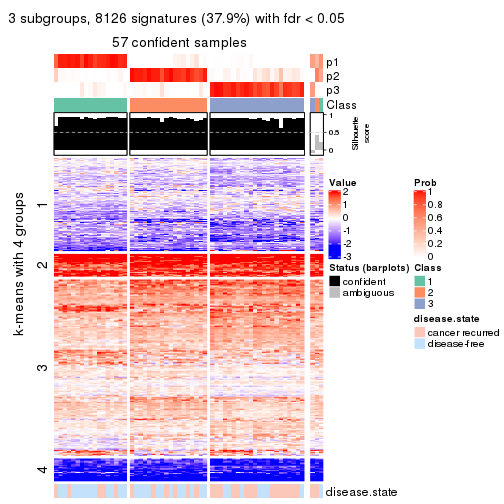 3 subgroups, 8126 signatures (37.9%) with fdr < 0.05
57 confident samples
p1
p2
p3
Class
1
0.5
0
Silhouette
score
k-means with 4 groups
1
2
3
4
disease.state
Value
2
1
0
-1
-2
-3
Prob
1
0.8
0.6
0.4
0.2
0
Status (barplots)
confident
ambiguous
Class
1
2
3
disease.state
cancer recurred
disease-free